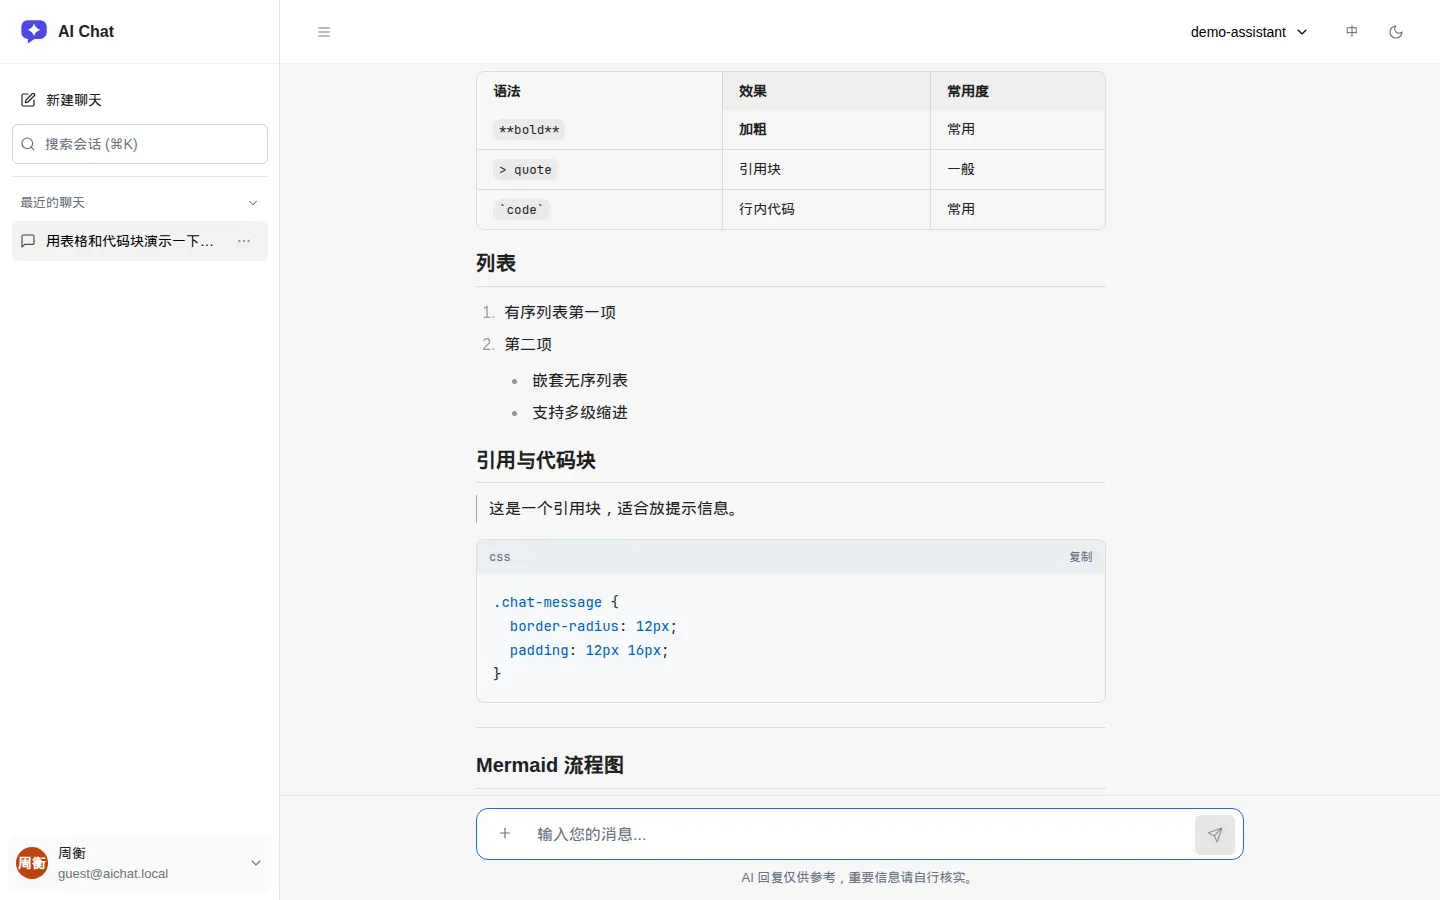 AI Chat
demo-assistant
中
新建聊天
搜索会话 (⌘K)
最近的聊天
用表格和代码块演示一下...
语法 效果 常用度
**bold** 加粗 常用
> quote 引用块 一般
`code` 行内代码 常用
列表
1. 有序列表第一项
2. 第二项
• 嵌套无序列表
• 支持多级缩进
引用与代码块
这是一个引用块，适合放提示信息。
css 复制
.chat-message {
border-radius: 12px;
padding: 12px 16px;
}
Mermaid 流程图
输入您的消息...
AI 回复仅供参考，重要信息请自行核实。
周衡
周衡
guest@aichat.local